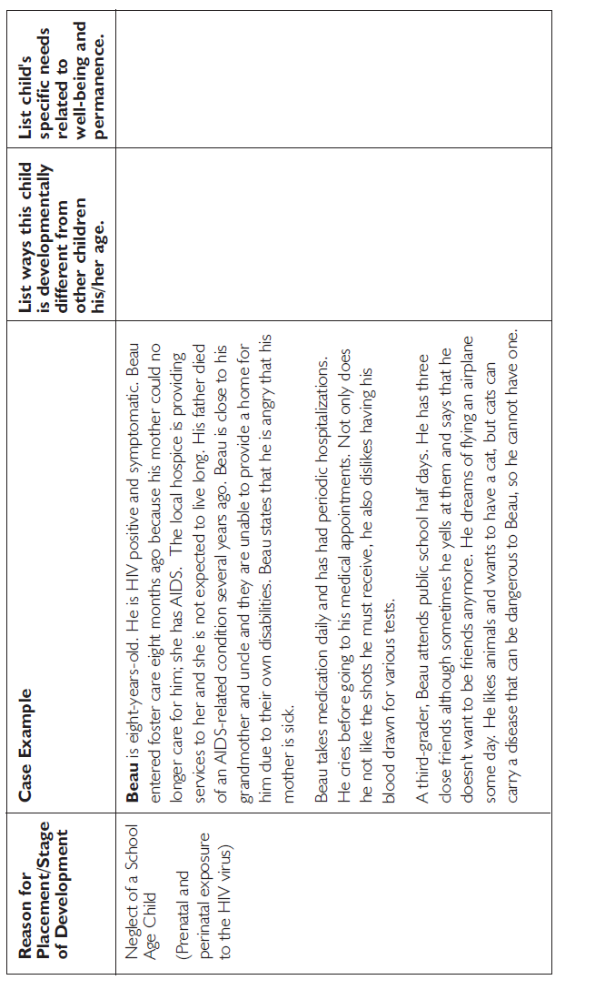 Reason for
Placement/Stage
of Development
Case Example
List ways this child
is developmentally
different from
other children
his/her age.
List child's
specific needs
related to
well-being and
permanence.
Neglect of a School
Age Child
(Prenatal and
perinatal exposure
to the HIV virus)
Beau is eight-years-old. He is HIV positive and symptomatic. Beau
entered foster care eight months ago because his mother could no
longer care for him; she has AIDS. The local hospice is providing
services to her and she is not expected to live long. His father died
of an AIDS-related condition several years ago. Beau is close to his
grandmother and uncle and they are unable to provide a home for
him due to their own disabilities. Beau states that he is angry that his
mother is sick.
Beau takes medication daily and has had periodic hospitalizations.
He cries before going to his medical appointments. Not only does
he not like the shots he must receive, he also dislikes having his
blood drawn for various tests.
A third-grader, Beau attends public school half days. He has three
close friends although sometimes he yells at them and says that he
doesn't want to be friends anymore. He dreams of flying an airplane
some day. He likes animals and wants to have a cat, but cats can
carry a disease that can be dangerous to Beau, so he cannot have one.